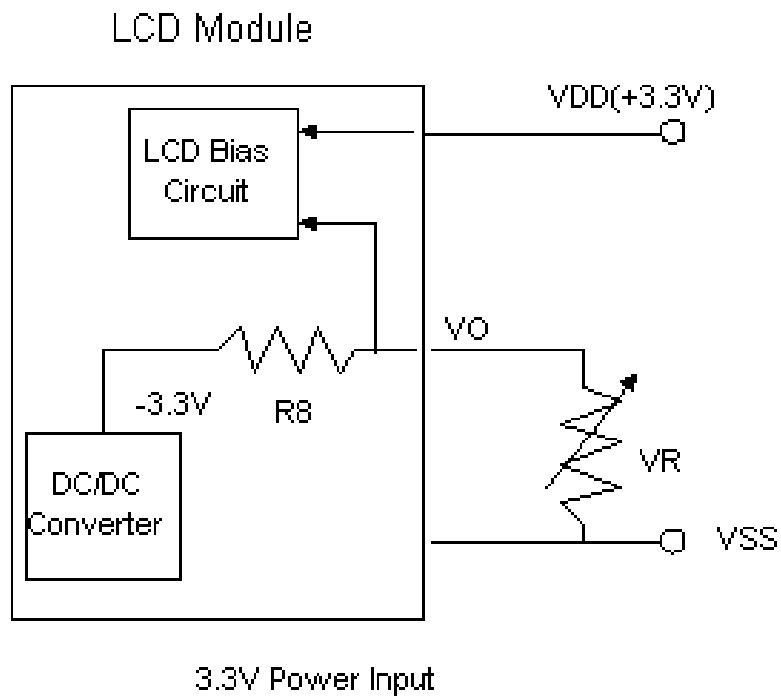 LCD Module
VDD(+3.3V)
LCD Bias
Circuit
VO
-3.3V
R8
VR
DC/DC
Converter
VSS
3.3V Power Input